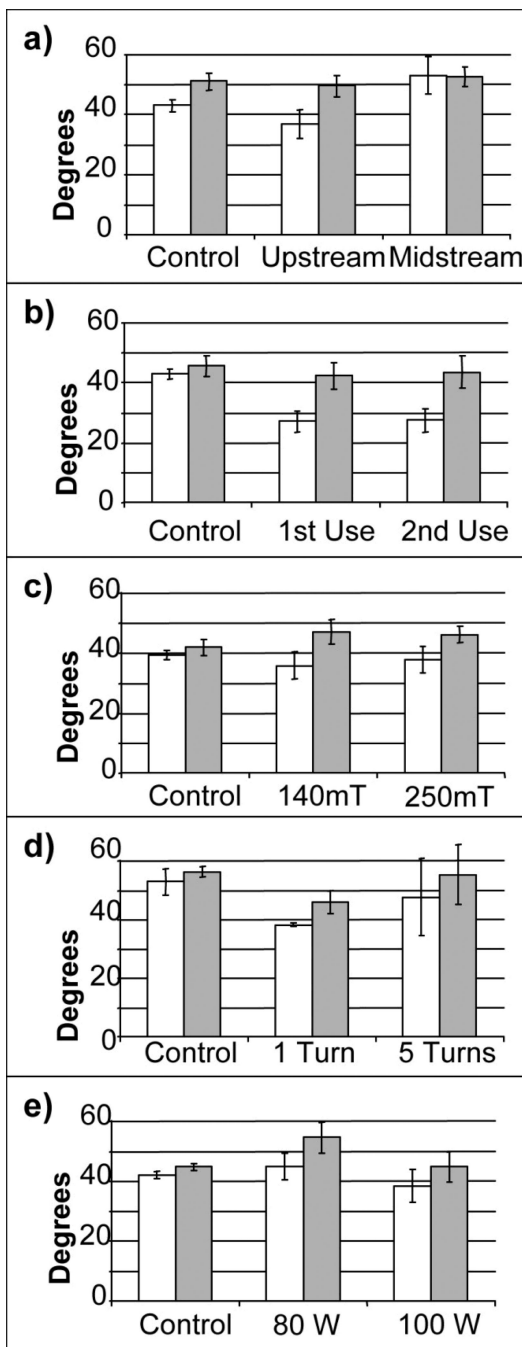 a)
Degrees
60
40
20
0
Control Upstream Midstream
b)
Degrees
60
40
20
0
Control 1st Use 2nd Use
c)
Degrees
60
40
20
0
Control 140mT 250mT
d)
Degrees
60
40
20
0
Control 1 Turn 5 Turns
e)
Degrees
60
40
20
0
Control 80 W 100 W